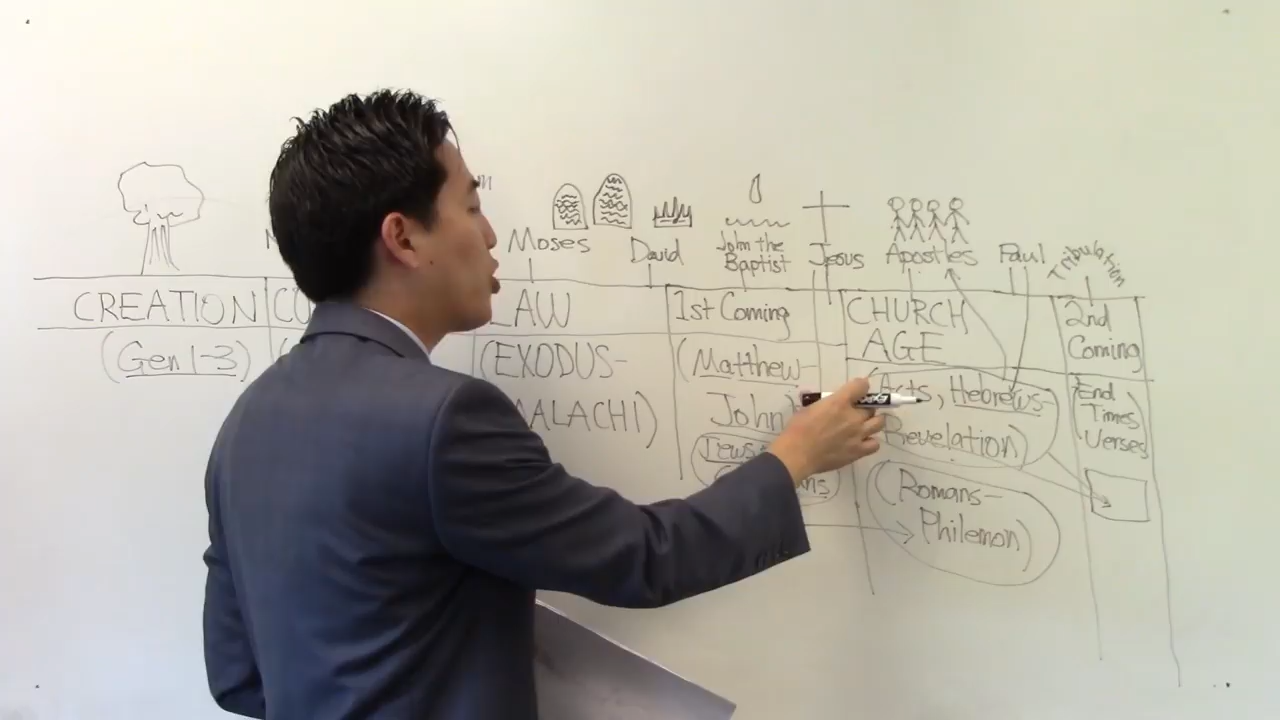 Moses
David
John the
Baptist
Jesus
Apostles
Paul
Tribulation
CREATION
LAW
1st Coming
CHURCH
AGE
2nd
Coming
(Gen 1-3)
(EXODUS-
MALACHI)
(Matthew-
John)
(Acts, Hebrews-
Revelation)
(Romans-
Philemon)
End
Times
Verses